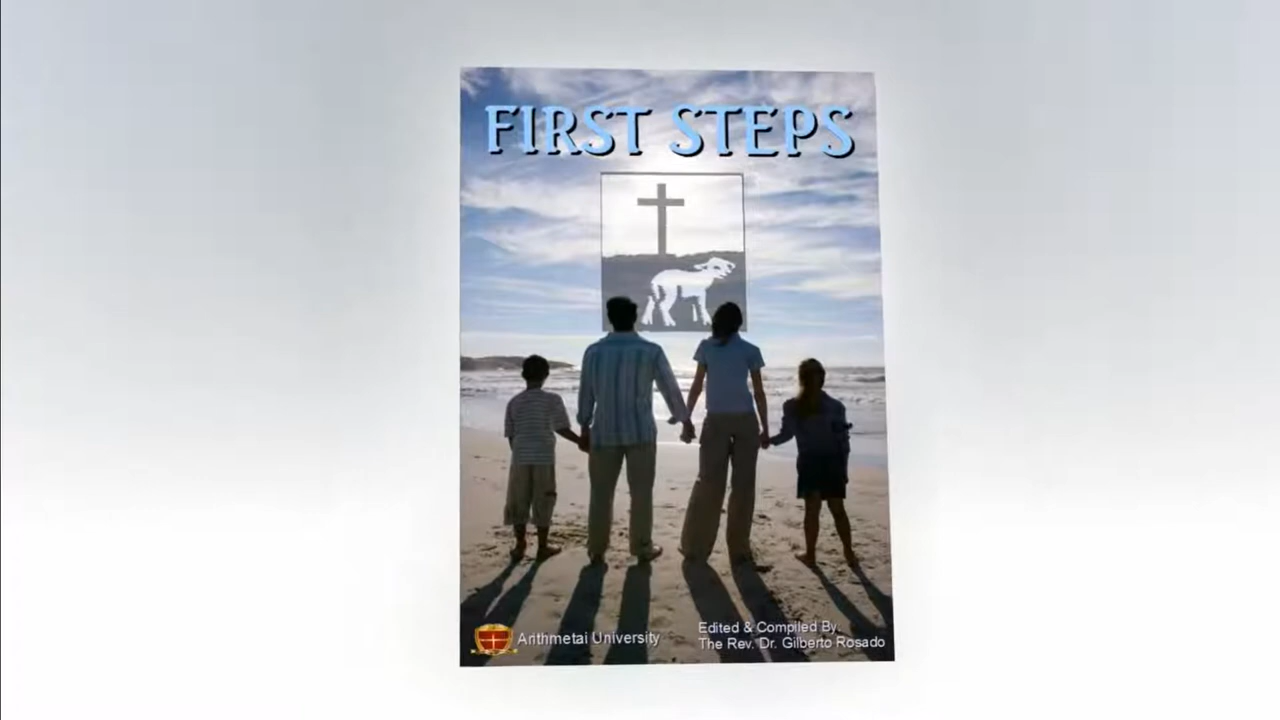 FIRST STEPS
Arithmetai University
Edited & Compiled By
The Rev. Dr. Gilberto Rosado